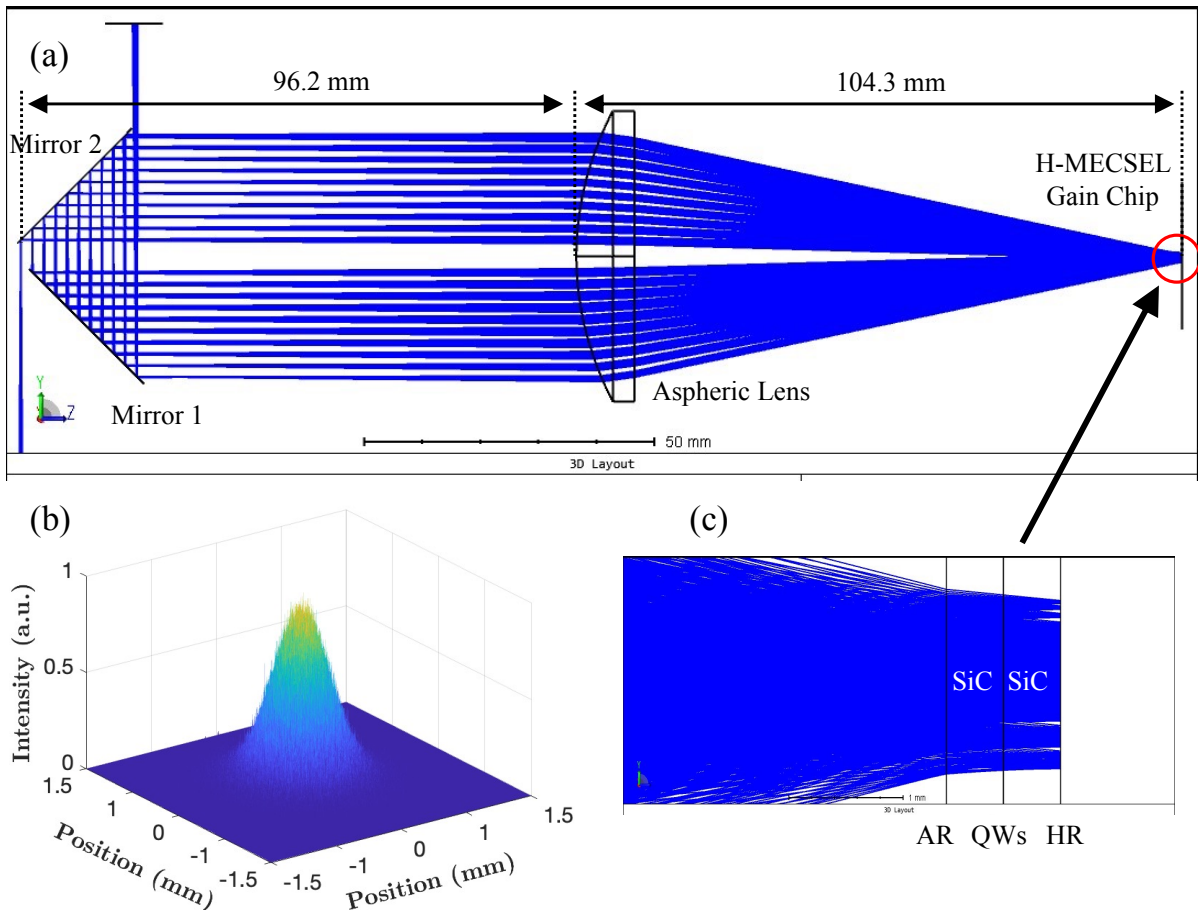 (a)
96.2 mm
104.3 mm
Mirror 2
H-MECSEL
Gain Chip
Aspheric Lens
Mirror 1
Y
Z
50 mm
3D Layout
(b)
(c)
1
0.5
0
Intensity (a.u.)
1.5
1
0
-1
-1.5
Position (mm)
-1.5
-1
0
1
1.5
Position (mm)
SiC
SiC
Y
1 mm
3D Layout
AR QWs HR